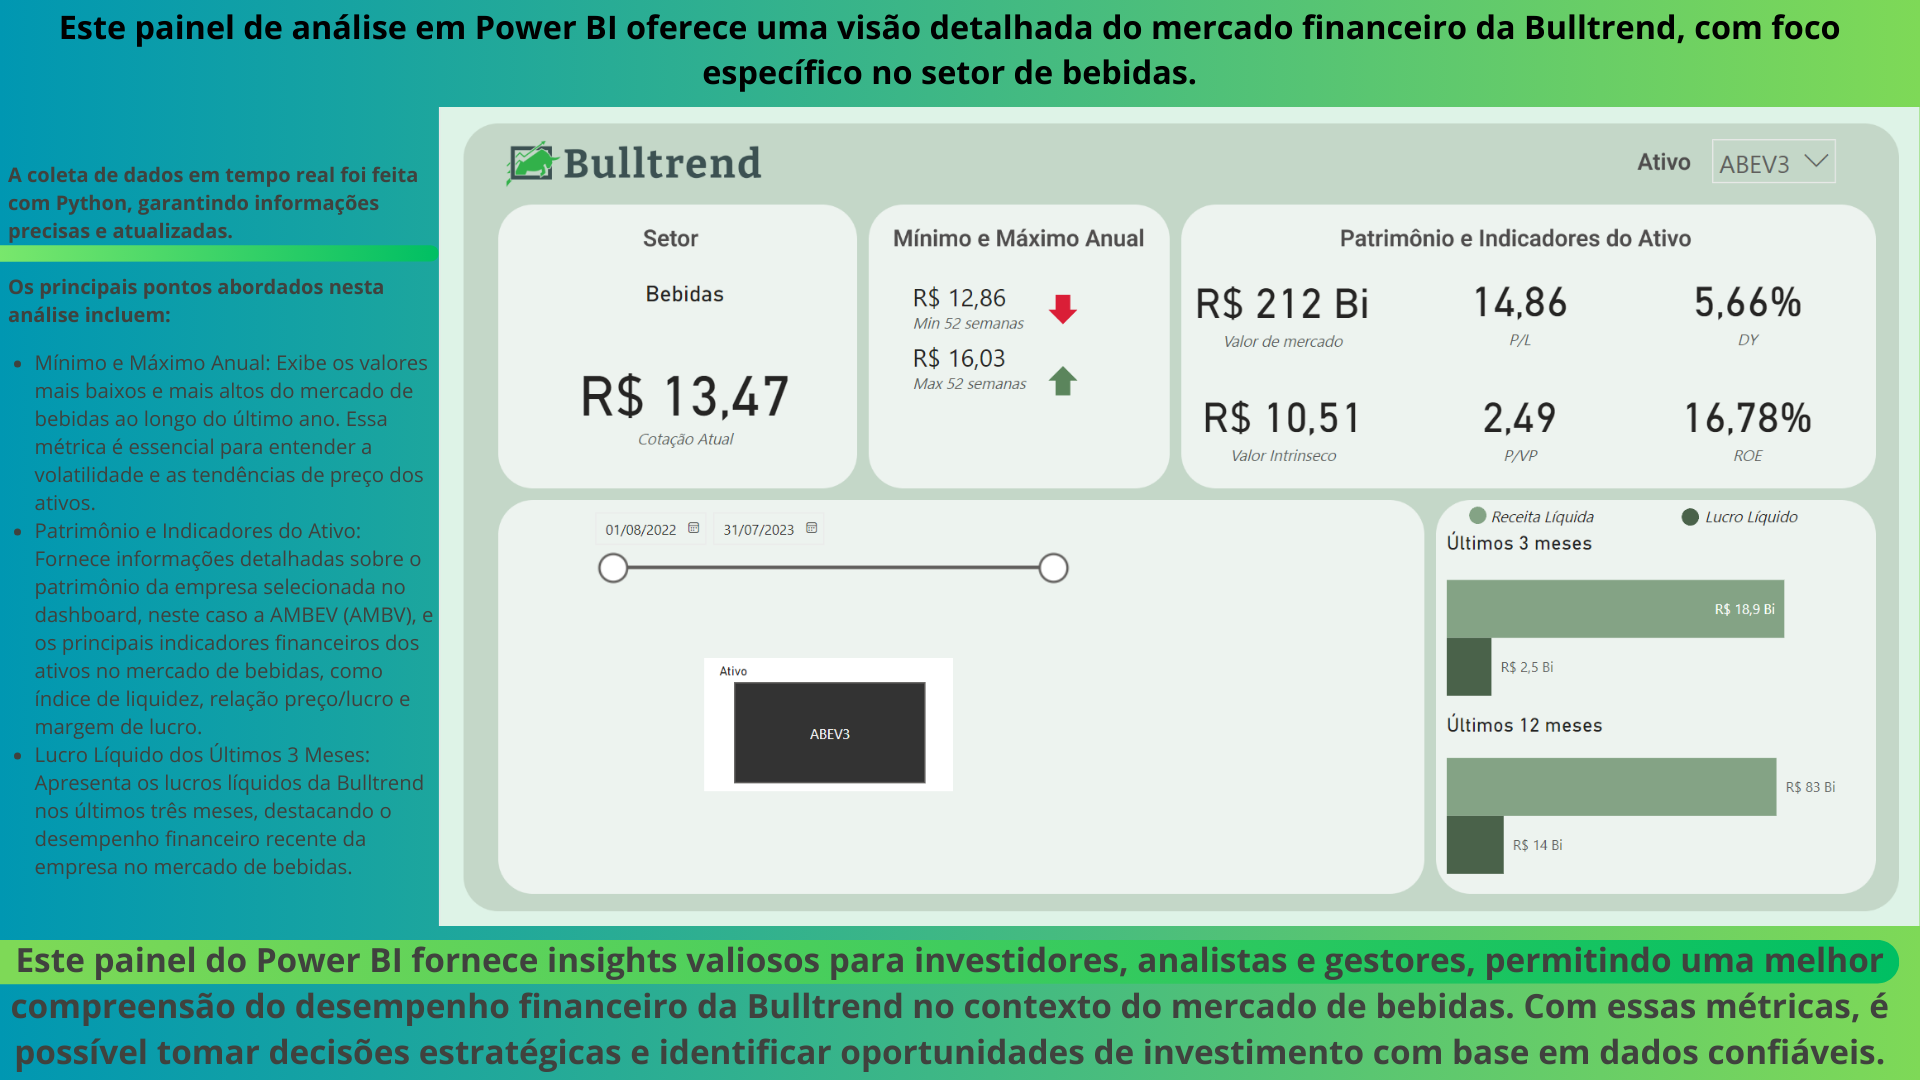 Este painel de análise em Power BI oferece uma visão detalhada do mercado financeiro da Bulltrend, com foco
específico no setor de bebidas.
A coleta de dados em tempo real foi feita
com Python, garantindo informações
precisas e atualizadas.
Os principais pontos abordados nesta
análise incluem:
• Mínimo e Máximo Anual: Exibe os valores
mais baixos e mais altos do mercado de
bebidas ao longo do último ano. Essa
métrica é essencial para entender a
volatilidade e as tendências de preço dos
ativos.
• Patrimônio e Indicadores do Ativo:
Fornece informações detalhadas sobre o
patrimônio da empresa selecionada no
dashboard, neste caso a AMBEV (AMBV), e
os principais indicadores financeiros dos
ativos no mercado de bebidas, como
índice de liquidez, relação preço/lucro e
margem de lucro.
• Lucro Líquido dos Últimos 3 Meses:
Apresenta os lucros líquidos da Bulltrend
nos últimos três meses, destacando o
desempenho financeiro recente da
empresa no mercado de bebidas.
Bulltrend
Ativo ABEV3
Setor
Bebidas
R$ 13,47
Cotação Atual
Mínimo e Máximo Anual
R$ 12,86
Min 52 semanas
R$ 16,03
Max 52 semanas
Patrimônio e Indicadores do Ativo
R$ 212 Bi 14,86 5,66%
Valor de mercado P/L DY
R$ 10,51 2,49 16,78%
Valor Intrinseco P/VP ROE
01/08/2022 31/07/2023
Ativo
ABEV3
Receita Líquida Lucro Líquido
Últimos 3 meses
R$ 18,9 Bi
R$ 2,5 Bi
Últimos 12 meses
R$ 83 Bi
R$ 14 Bi
Este painel do Power BI fornece insights valiosos para investidores, analistas e gestores, permitindo uma melhor
compreensão do desempenho financeiro da Bulltrend no contexto do mercado de bebidas. Com essas métricas, é
possível tomar decisões estratégicas e identificar oportunidades de investimento com base em dados confiáveis.